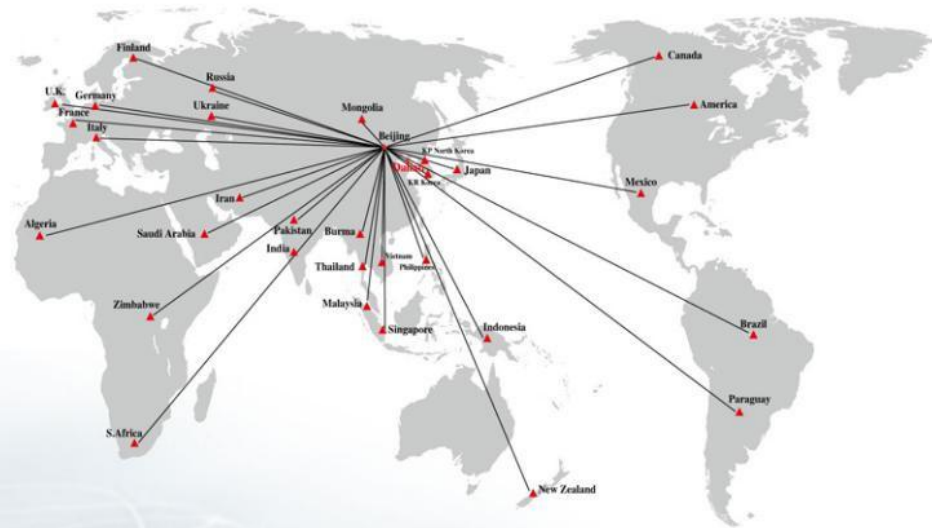 Finland
Canada
Russia
U.K.
Germany
America
Ukraine
Mongolia
France
Italy
Beijing
KP North Korea
Dalian
Japan
KR Korea
Mexico
Iran
Algeria
Saudi Arabia
Pakistan
Burma
India
Vietnam
Thailand
Philippines
Malaysia
Zimbabwe
Singapore
Indonesia
Brazil
Paraguay
S.Africa
New Zealand